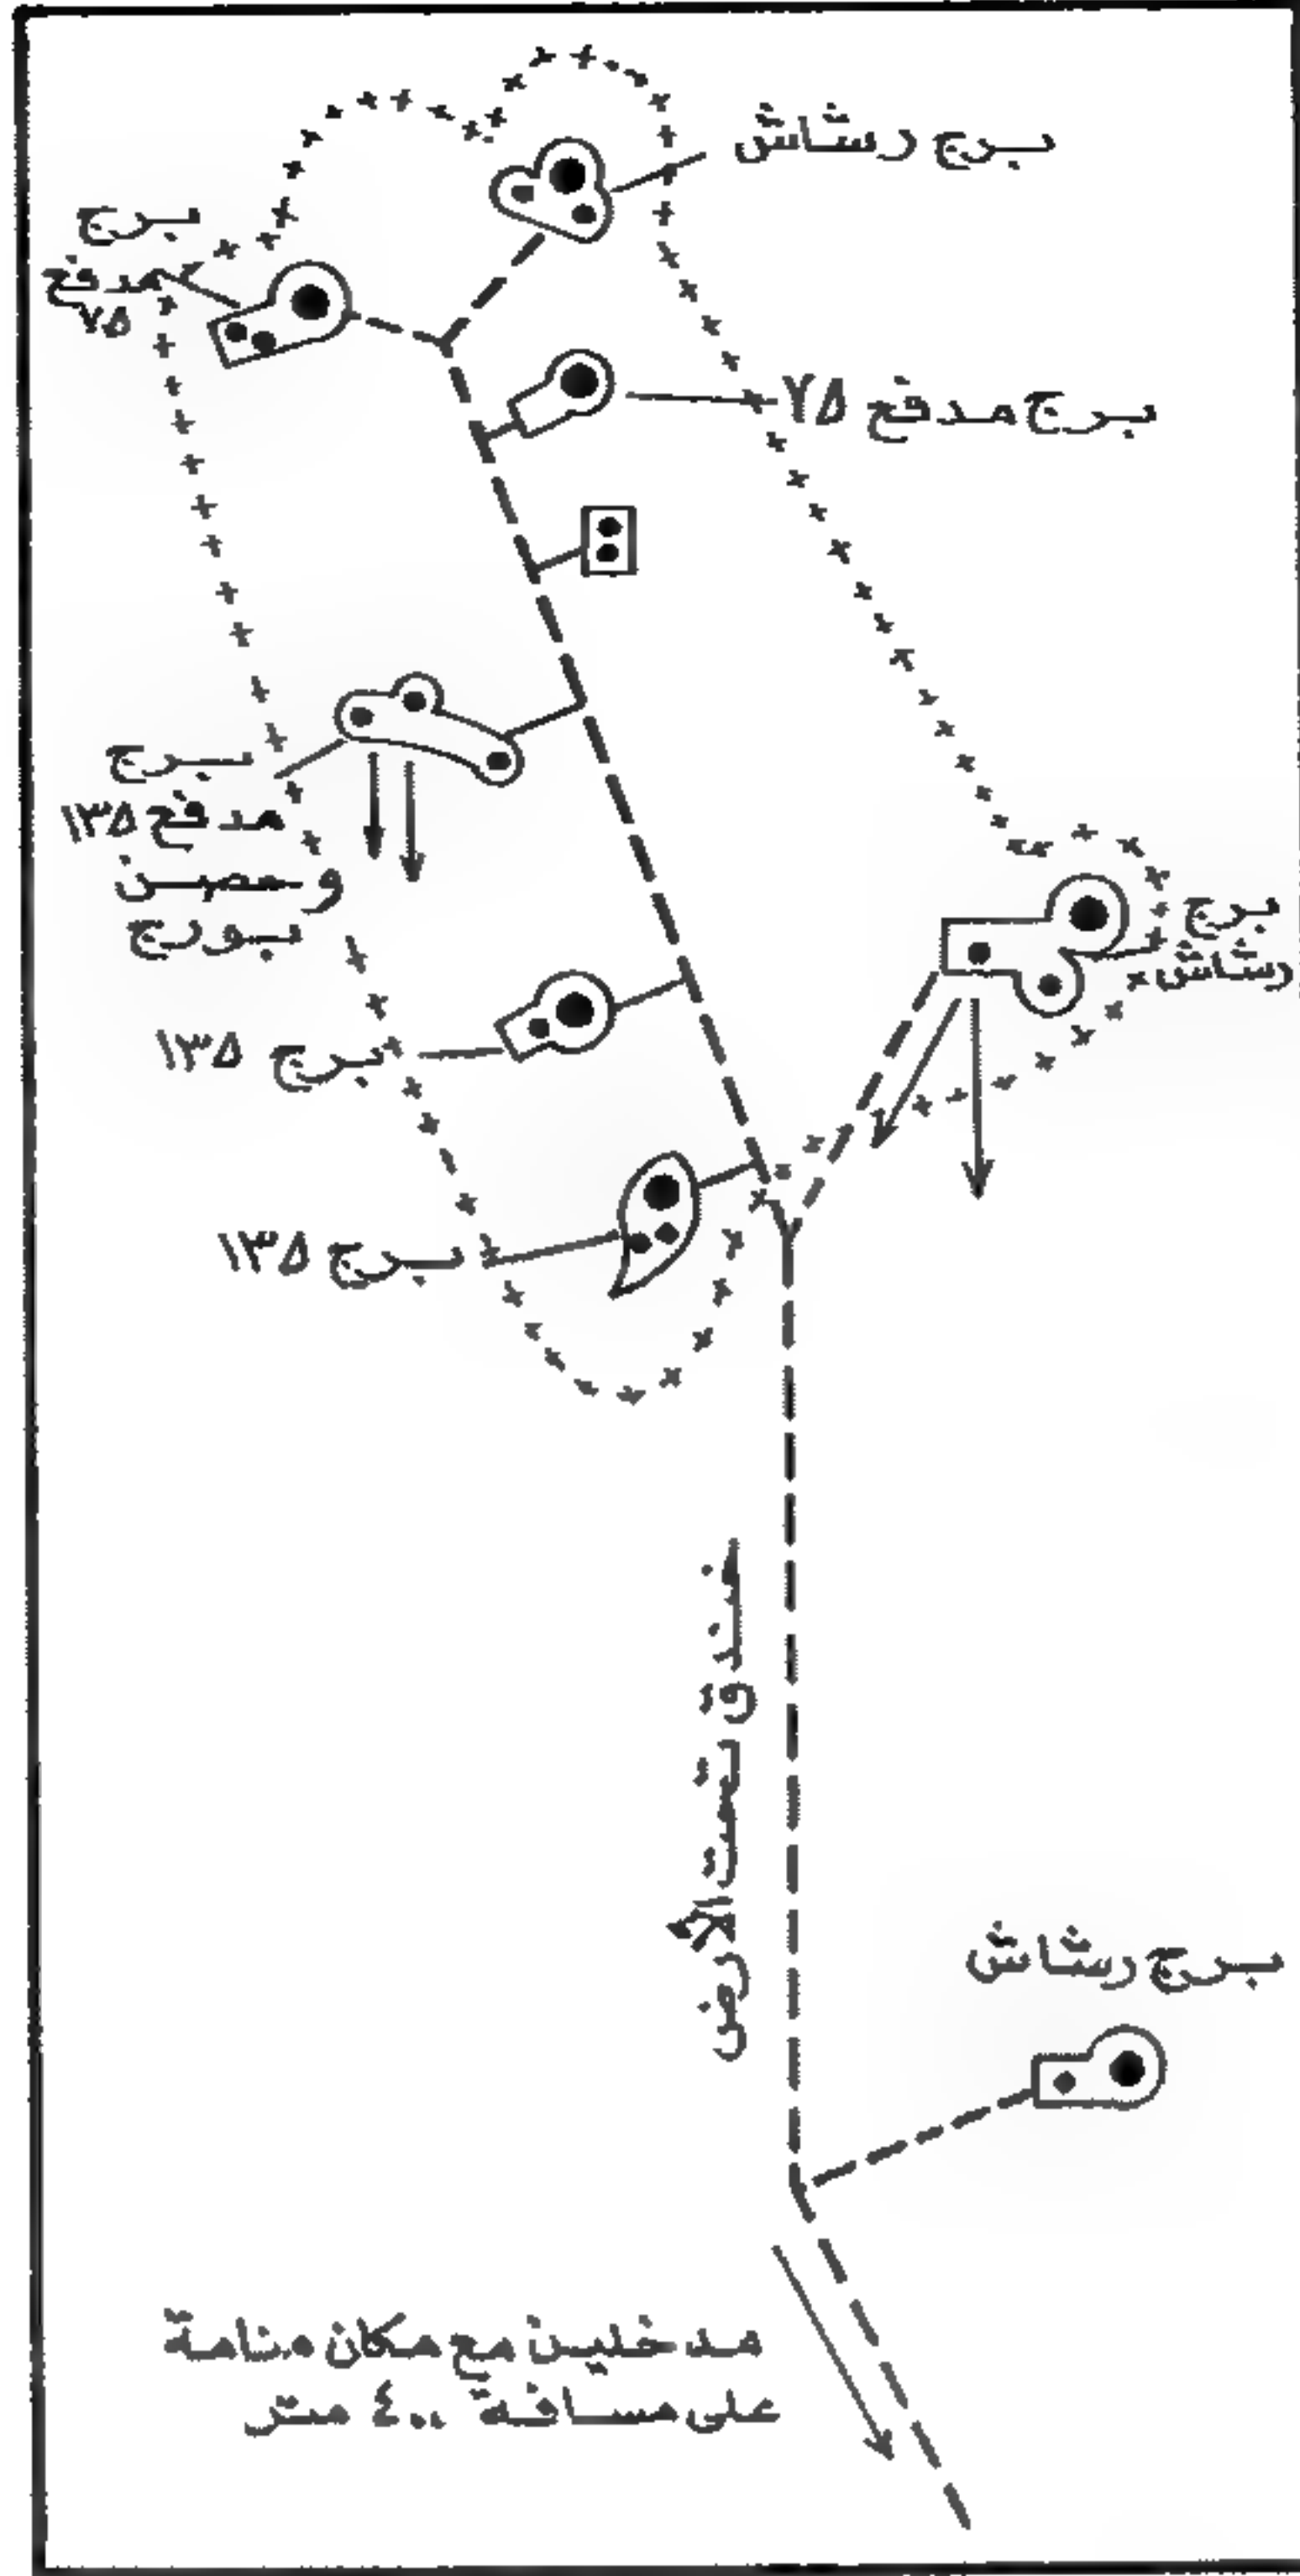 برج رشاش
برج
مدفع
٧٥
برج مدفع ٧٥
برج
مدفع ١٣٥
وحصن
بورج
برج
رشاش
برج ١٣٥
برج ١٣٥
خندق تحت الأرض
برج رشاش
مدخلين مع مكان منامة
على مسافة ٤٠٠ متر